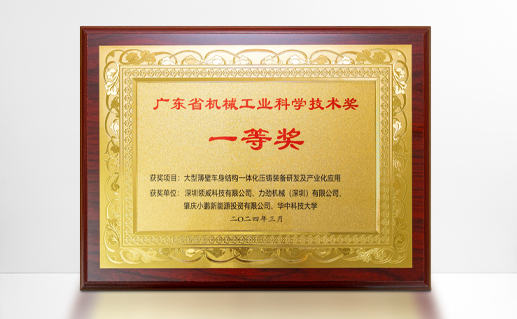 广东省机械工业科学技术奖
一等奖
获奖项目：大型薄壁车身结构一体化压铸装备研发及产业化应用
获奖单位：深圳领威科技有限公司、力劲机械（深圳）有限公司、
肇庆小鹏新能源投资有限公司、华中科技大学
二〇二四年三月